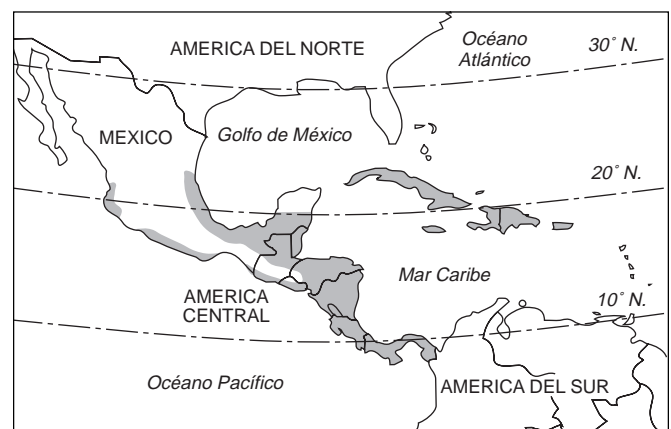 AMERICA DEL NORTE
Océano
Atlántico
30° N.
MEXICO
Golfo de México
20° N.
Mar Caribe
AMERICA
CENTRAL
10° N.
Océano Pacífico
AMERICA DEL SUR